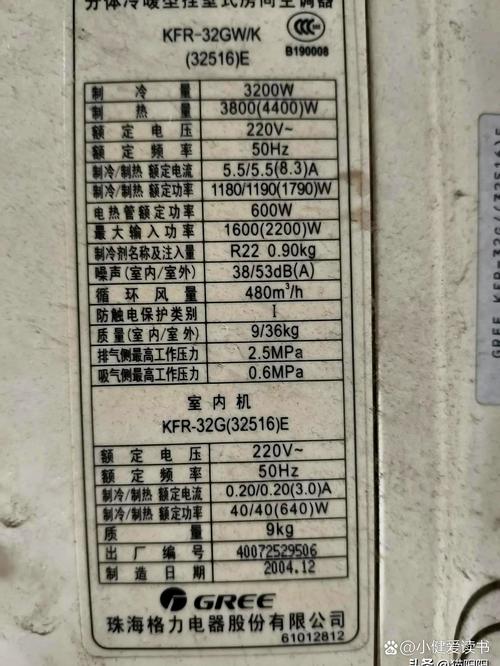 分体冷暖型挂壁式房间空调器
KFR-32GW/K
(32516)E
B190008
制冷量 3200W
制热量 3800(4400)W
额定电压 220V~
额定频率 50Hz
制冷/制热 额定电流 5.5/5.5(8.3)A
制冷/制热 额定功率 1180/1190(1790)W
电热管额定功率 600W
最大输入功率 1600(2200)W
制冷剂名称及注入量 R22 0.90kg
噪声(室内/室外) 38/53dB(A)
循环风量 480m³/h
防触电保护类别 I
质量(室内/室外) 9/36kg
排气侧最高工作压力 2.5MPa
吸气侧最高工作压力 0.6MPa
室内机
KFR-32G(32516)E
额定电压 220V~
额定频率 50Hz
制冷/制热 额定电流 0.20/0.20(3.0)A
制冷/制热 额定功率 40/40(640)W
质量 9kg
出厂编号 40072529506
制造日期 2004.12
GREE
珠海格力电器股份有限公司
61012812
GREE KFR-32G(32516)E
@小健爱读书